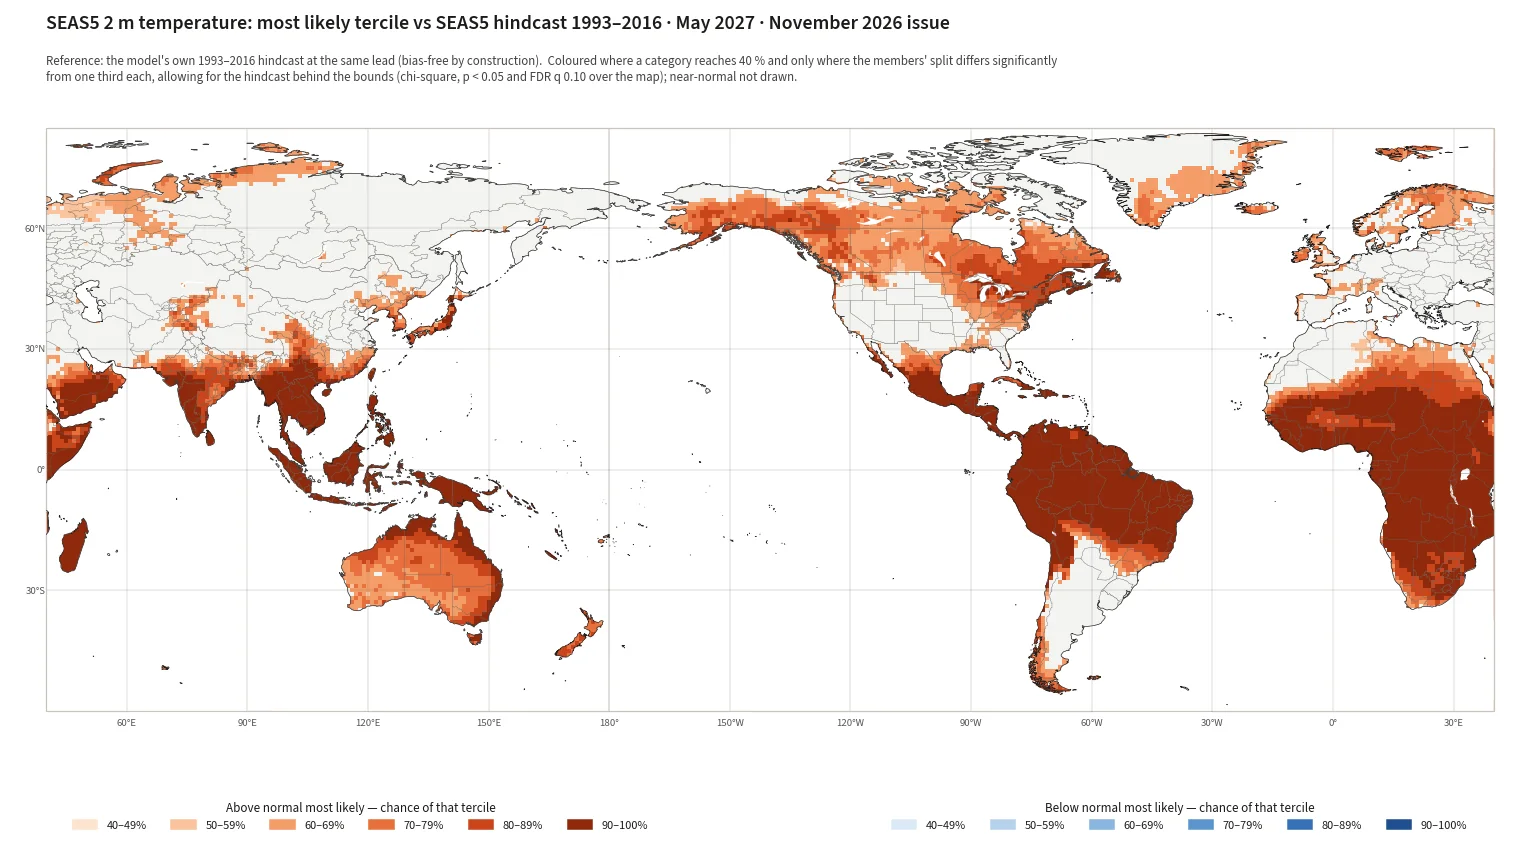 SEAS5 2 m temperature: most likely tercile vs SEAS5 hindcast 1993–2016 · May 2027 · November 2026 issue
Reference: the model's own 1993–2016 hindcast at the same lead (bias-free by construction).  Coloured where a category reaches 40 % and only where the members' split differs significantly
from one third each, allowing for the hindcast behind the bounds (chi-square, p < 0.05 and FDR q 0.10 over the map); near-normal not drawn.
60°N
30°N
0°
30°S
60°E 90°E 120°E 150°E 180° 150°W 120°W 90°W 60°W 30°W 0° 30°E
Above normal most likely — chance of that tercile
40–49% 50–59% 60–69% 70–79% 80–89% 90–100%
Below normal most likely — chance of that tercile
40–49% 50–59% 60–69% 70–79% 80–89% 90–100%